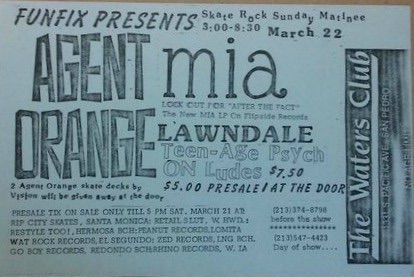 FUNFIX PRESENTS
Skate Rock Sunday Matinee
3:00-8:30 March 22
AGENT
ORANGE
mia
LOOK OUT FOR "AFTER THE FACT"
The New MIA LP On Flipside Records
LAWNDALE
Teen-Age Psych
ON Ludes $7.50
$5.00 PRESALE/ AT THE DOOR
2 Agent Orange skate decks by
Vision will be given away at the door
PRESALE TIX ON SALE ONLY TILL 5 PM SAT, MARCH 21 AT:
RIP CITY SKATES, SANTA MONICA: RETAIL SLUT, W. HWD.:
RESTYLE TOO!, HERMOSA BCH: PEANUT RECORDS, LOMITA
WAT ROCK RECORDS, EL SEGUNDO: ZED RECORDS, LNG BCH.
GO BOY RECORDS, REDONDO BCH: RHINO RECORDS, W. LA
(213)374-8798
before the show
(213)547-4423
Day of show....
The Waters Club
SAN PEDRO